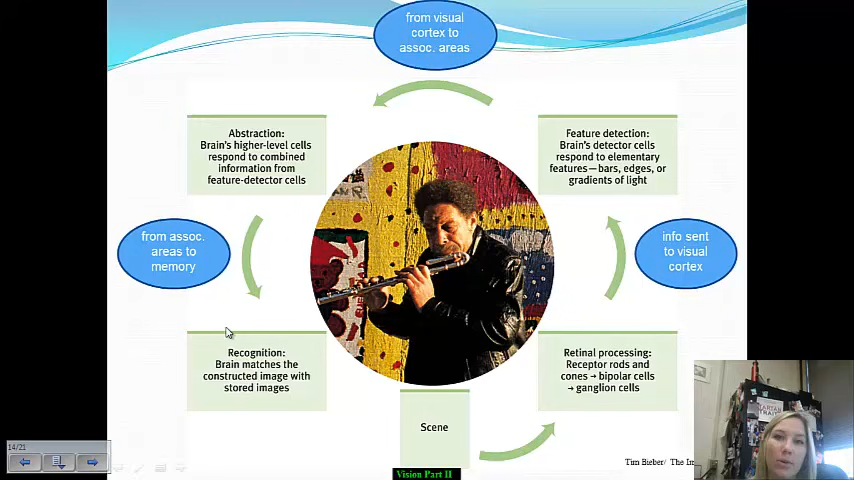 from visual
cortex to
assoc. areas
Abstraction:
Brain's higher-level cells
respond to combined
information from
feature-detector cells
Feature detection:
Brain's detector cells
respond to elementary
features—bars, edges, or
gradients of light
from assoc.
areas to
memory
info sent
to visual
cortex
Recognition:
Brain matches the
constructed image with
stored images
Retinal processing:
Receptor rods and
cones → bipolar cells
→ ganglion cells
Scene
14/21
Tim Bieber/ The Im
Vision Part II